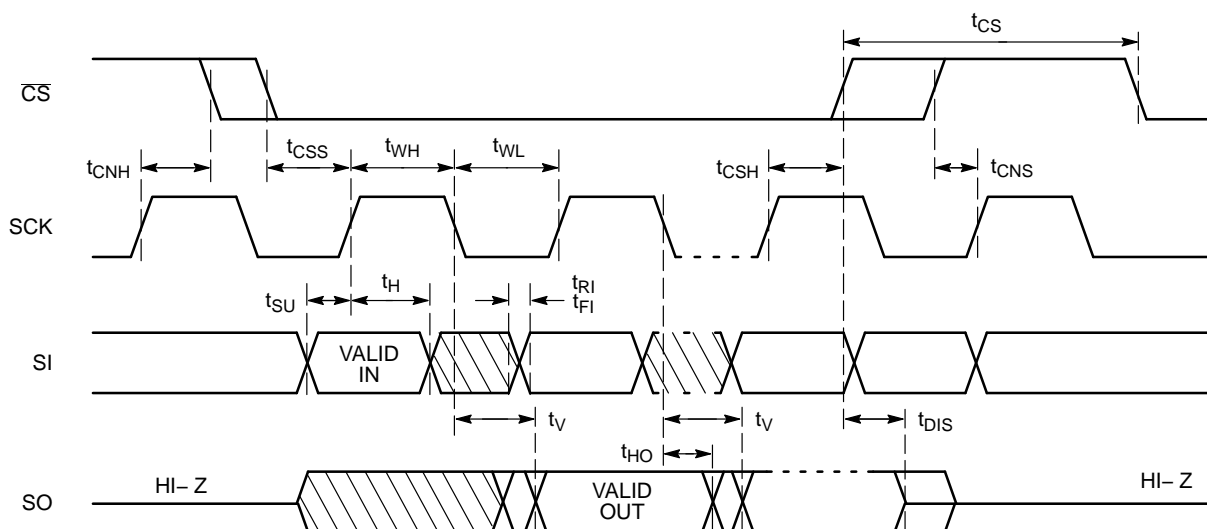 tCS
CS
tCNH
tCSS
tWH
tWL
tCSH
tCNS
SCK
tSU
tH
tRI
tFI
SI
VALID
IN
tV
tV
tDIS
tHO
SO
HI– Z
VALID
OUT
HI– Z